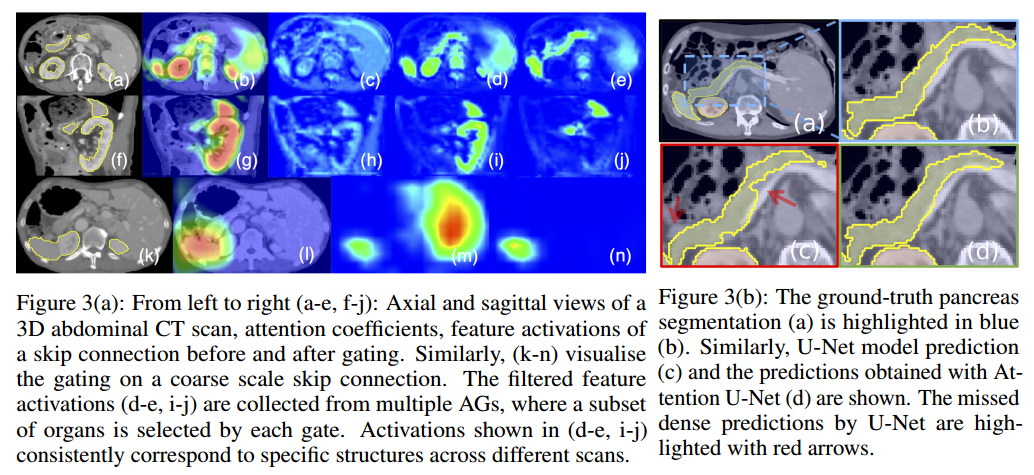 (a) (b) (c) (d) (e)
(f) (g) (h) (i) (j)
(k) (l) (m) (n)
Figure 3(a): From left to right (a-e, f-j): Axial and sagittal views of a
3D abdominal CT scan, attention coefficients, feature activations of
a skip connection before and after gating. Similarly, (k-n) visualise
the gating on a coarse scale skip connection. The filtered feature
activations (d-e, i-j) are collected from multiple AGs, where a subset
of organs is selected by each gate. Activations shown in (d-e, i-j)
consistently correspond to specific structures across different scans.
(a) (b)
(c) (d)
Figure 3(b): The ground-truth pancreas
segmentation (a) is highlighted in blue
(b). Similarly, U-Net model prediction
(c) and the predictions obtained with At-
tention U-Net (d) are shown. The missed
dense predictions by U-Net are high-
lighted with red arrows.